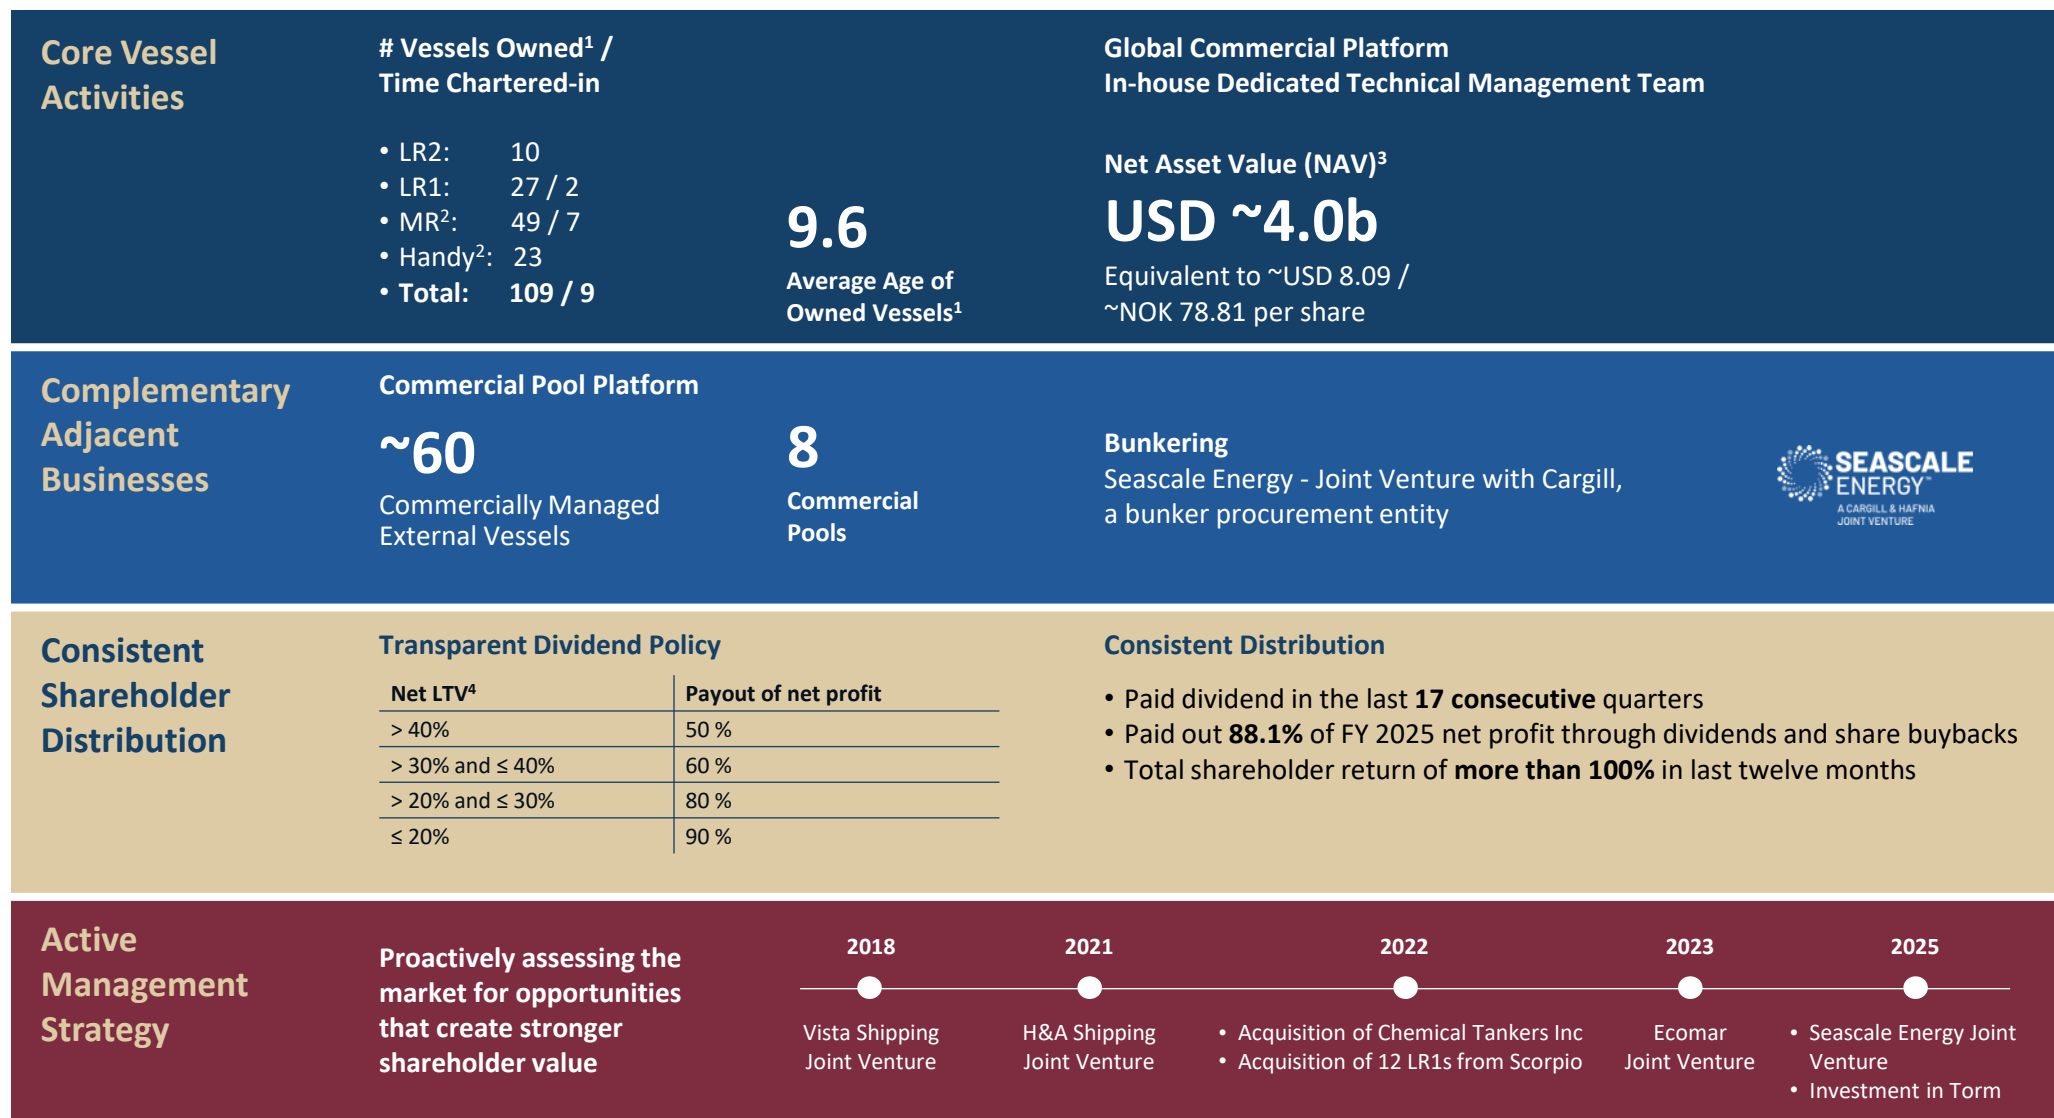 Core Vessel
Activities
# Vessels Owned¹ /
Time Chartered-in
• LR2: 10
• LR1: 27 / 2
• MR²: 49 / 7
• Handy²: 23
• Total: 109 / 9
9.6
Average Age of
Owned Vessels¹
Global Commercial Platform
In-house Dedicated Technical Management Team
Net Asset Value (NAV)³
USD ~4.0b
Equivalent to ~USD 8.09 /
~NOK 78.81 per share
Complementary
Adjacent
Businesses
Commercial Pool Platform
~60
Commercially Managed
External Vessels
8
Commercial
Pools
Bunkering
Seascale Energy - Joint Venture with Cargill,
a bunker procurement entity
SEASCALE
ENERGY™
A CARGILL & HAFNIA
JOINT VENTURE
Consistent
Shareholder
Distribution
Transparent Dividend Policy
Net LTV⁴ Payout of net profit
> 40% 50 %
> 30% and ≤ 40% 60 %
> 20% and ≤ 30% 80 %
≤ 20% 90 %
Consistent Distribution
• Paid dividend in the last 17 consecutive quarters
• Paid out 88.1% of FY 2025 net profit through dividends and share buybacks
• Total shareholder return of more than 100% in last twelve months
Active
Management
Strategy
Proactively assessing the
market for opportunities
that create stronger
shareholder value
2018
Vista Shipping
Joint Venture
2021
H&A Shipping
Joint Venture
2022
• Acquisition of Chemical Tankers Inc
• Acquisition of 12 LR1s from Scorpio
2023
Ecomar
Joint Venture
2025
• Seascale Energy Joint
Venture
• Investment in Torm